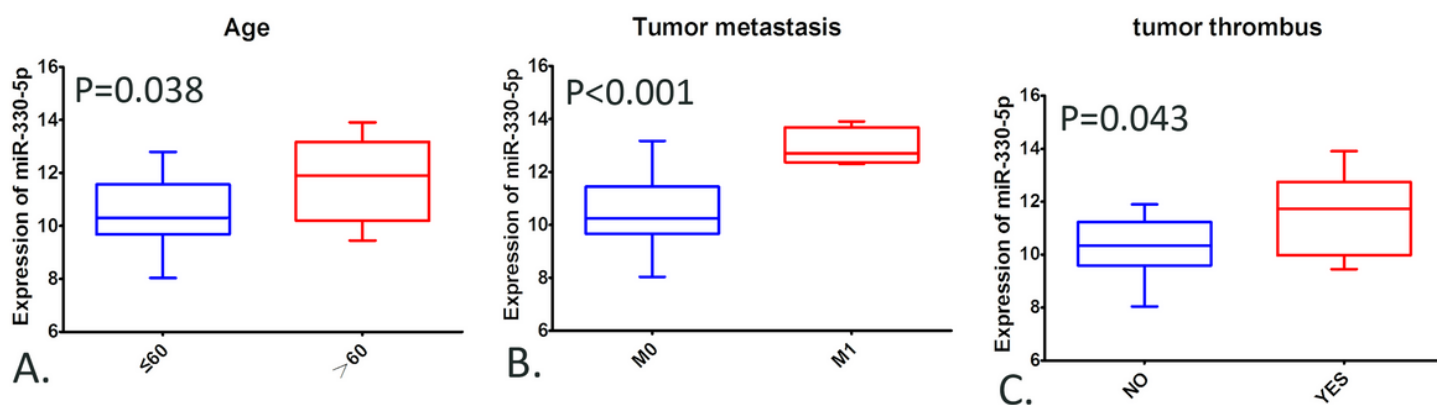 Age
P=0.038
Expression of miR-330-5p
16
14
12
10
8
6
≤60
>60
A.
Tumor metastasis
P<0.001
Expression of miR-330-5p
16
14
12
10
8
6
M0
M1
B.
tumor thrombus
P=0.043
Expression of miR-330-5p
16
14
12
10
8
6
NO
YES
C.